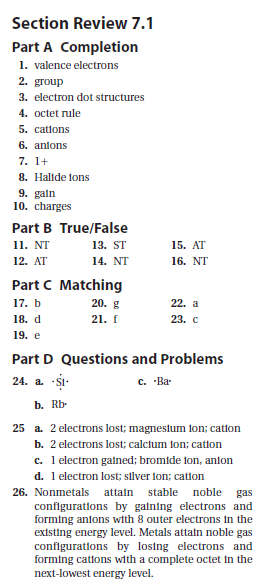 Section Review 7.1
Part A Completion
1. valence electrons
2. group
3. electron dot structures
4. octet rule
5. cations
6. anions
7. 1+
8. Halide ions
9. gain
10. charges
Part B True/False
11. NT 13. ST 15. AT
12. AT 14. NT 16. NT
Part C Matching
17. b 20. g 22. a
18. d 21. f 23. c
19. e
Part D Questions and Problems
24. a. ·Ṣi· c. ·Ba·
b. Rb·
25 a. 2 electrons lost; magnesium ion; cation
b. 2 electrons lost; calcium ion; cation
c. 1 electron gained; bromide ion, anion
d. 1 electron lost; silver ion; cation
26. Nonmetals attain stable noble gas
configurations by gaining electrons and
forming anions with 8 outer electrons in the
existing energy level. Metals attain noble gas
configurations by losing electrons and
forming cations with a complete octet in the
next-lowest energy level.